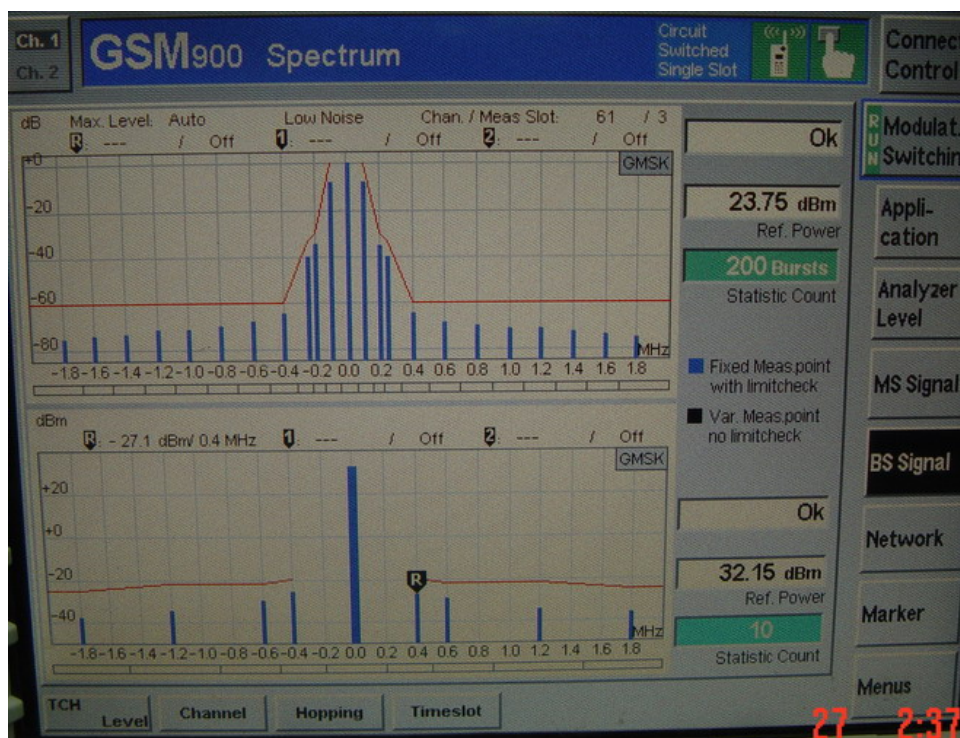 Ch. 1
Ch. 2
GSM900 Spectrum
Circuit
Switched
Single Slot
Connect
Control
dB Max. Level: Auto Low Noise Chan. / Meas Slot: 61 / 3
R: --- / Off 1: --- / Off 2: --- / Off
GMSK
+0
-20
-40
-60
-80
MHz
-1.8 -1.6 -1.4 -1.2 -1.0 -0.8 -0.6 -0.4 -0.2 0.0 0.2 0.4 0.6 0.8 1.0 1.2 1.4 1.6 1.8
Ok
23.75 dBm
Ref. Power
200 Bursts
Statistic Count
Fixed Meas.point
with limitcheck
Var. Meas.point
no limitcheck
dBm
R: - 27.1 dBm/ 0.4 MHz 1: --- / Off 2: --- / Off
GMSK
+20
+0
-20
-40
R
MHz
-1.8 -1.6 -1.4 -1.2 -1.0 -0.8 -0.6 -0.4 -0.2 0.0 0.2 0.4 0.6 0.8 1.0 1.2 1.4 1.6 1.8
Ok
32.15 dBm
Ref. Power
10
Statistic Count
RUN
Modulat.
Switchin
Appli-
cation
Analyzer
Level
MS Signal
BS Signal
Network
Marker
Menus
TCH
Level
Channel
Hopping
Timeslot
27 2:37